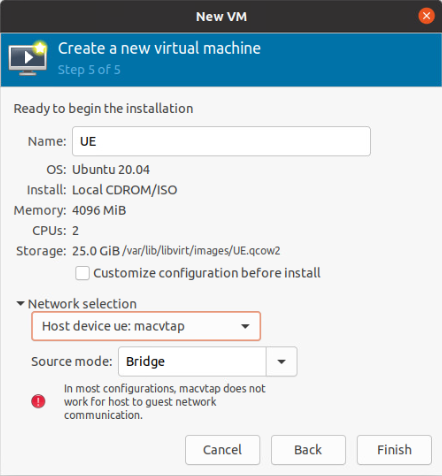 New VM
Create a new virtual machine
Step 5 of 5
Ready to begin the installation
Name: UE
OS: Ubuntu 20.04
Install: Local CDROM/ISO
Memory: 4096 MiB
CPUs: 2
Storage: 25.0 GiB /var/lib/libvirt/images/UE.qcow2
Customize configuration before install
Network selection
Host device ue: macvtap
Source mode: Bridge
In most configurations, macvtap does not
work for host to guest network
communication.
Cancel Back Finish